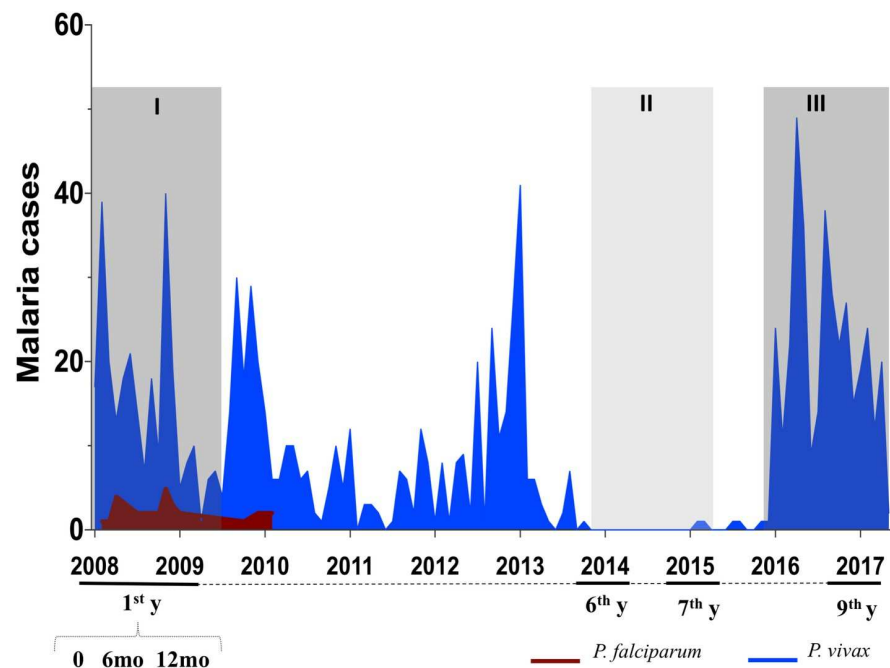 60
I
II
III
40
20
0
Malaria cases
2008 2009 2010 2011 2012 2013 2014 2015 2016 2017
1st y
6th y
7th y
9th y
0 6mo 12mo
P. falciparum
P. vivax